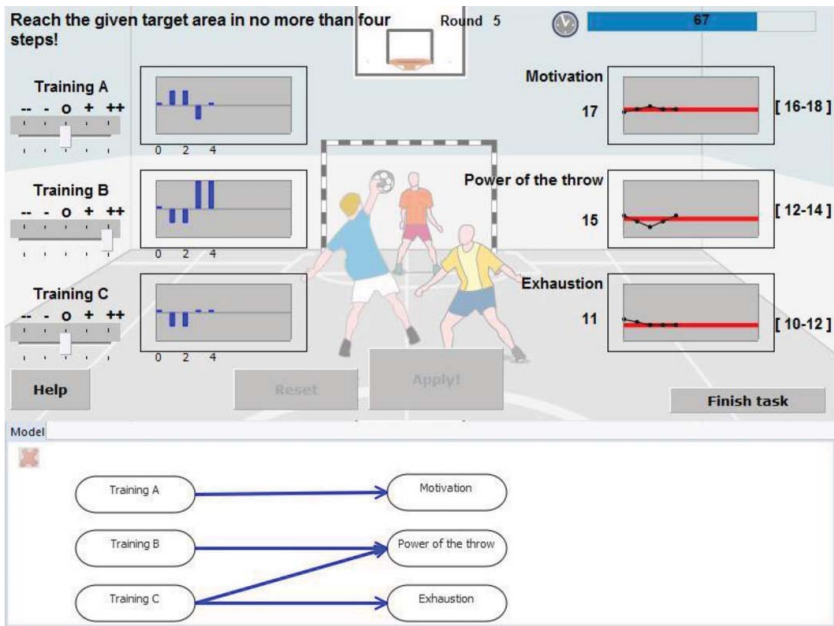 Reach the given target area in no more than four
steps!
Round 5
67
Training A
-- - o + ++
0 2 4
Motivation
17
[ 16-18 ]
Training B
-- - o + ++
0 2 4
Power of the throw
15
[ 12-14 ]
Training C
-- - o + ++
0 2 4
Exhaustion
11
[ 10-12 ]
Help
Reset
Apply!
Finish task
Model
Training A
Motivation
Training B
Power of the throw
Training C
Exhaustion